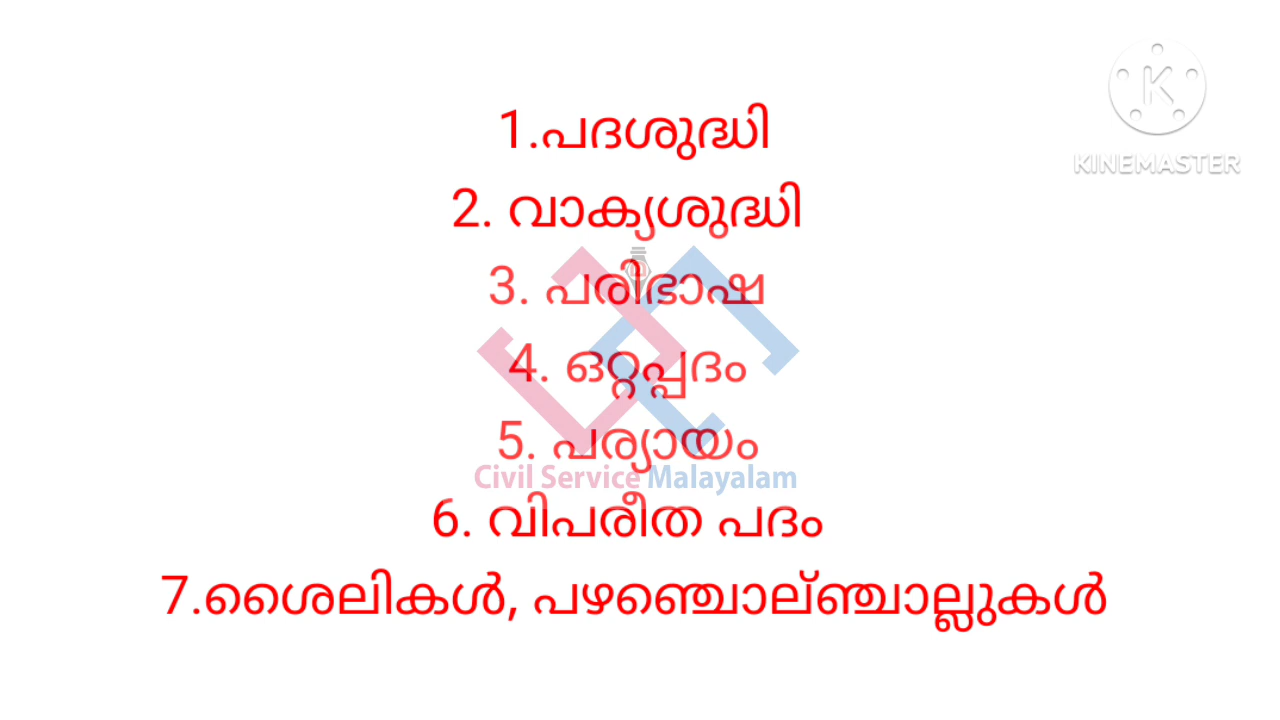 1.പദശുദ്ധി
KINEMASTER
2. വാക്യശുദ്ധി
3. പരിഭാഷ
4. ഒറ്റപ്പദം
5. പര്യായം
Civil Service Malayalam
6. വിപരീത പദം
7.ശൈലികൾ, പഴഞ്ചൊല്ഞ്ചാല്ലുകൾ